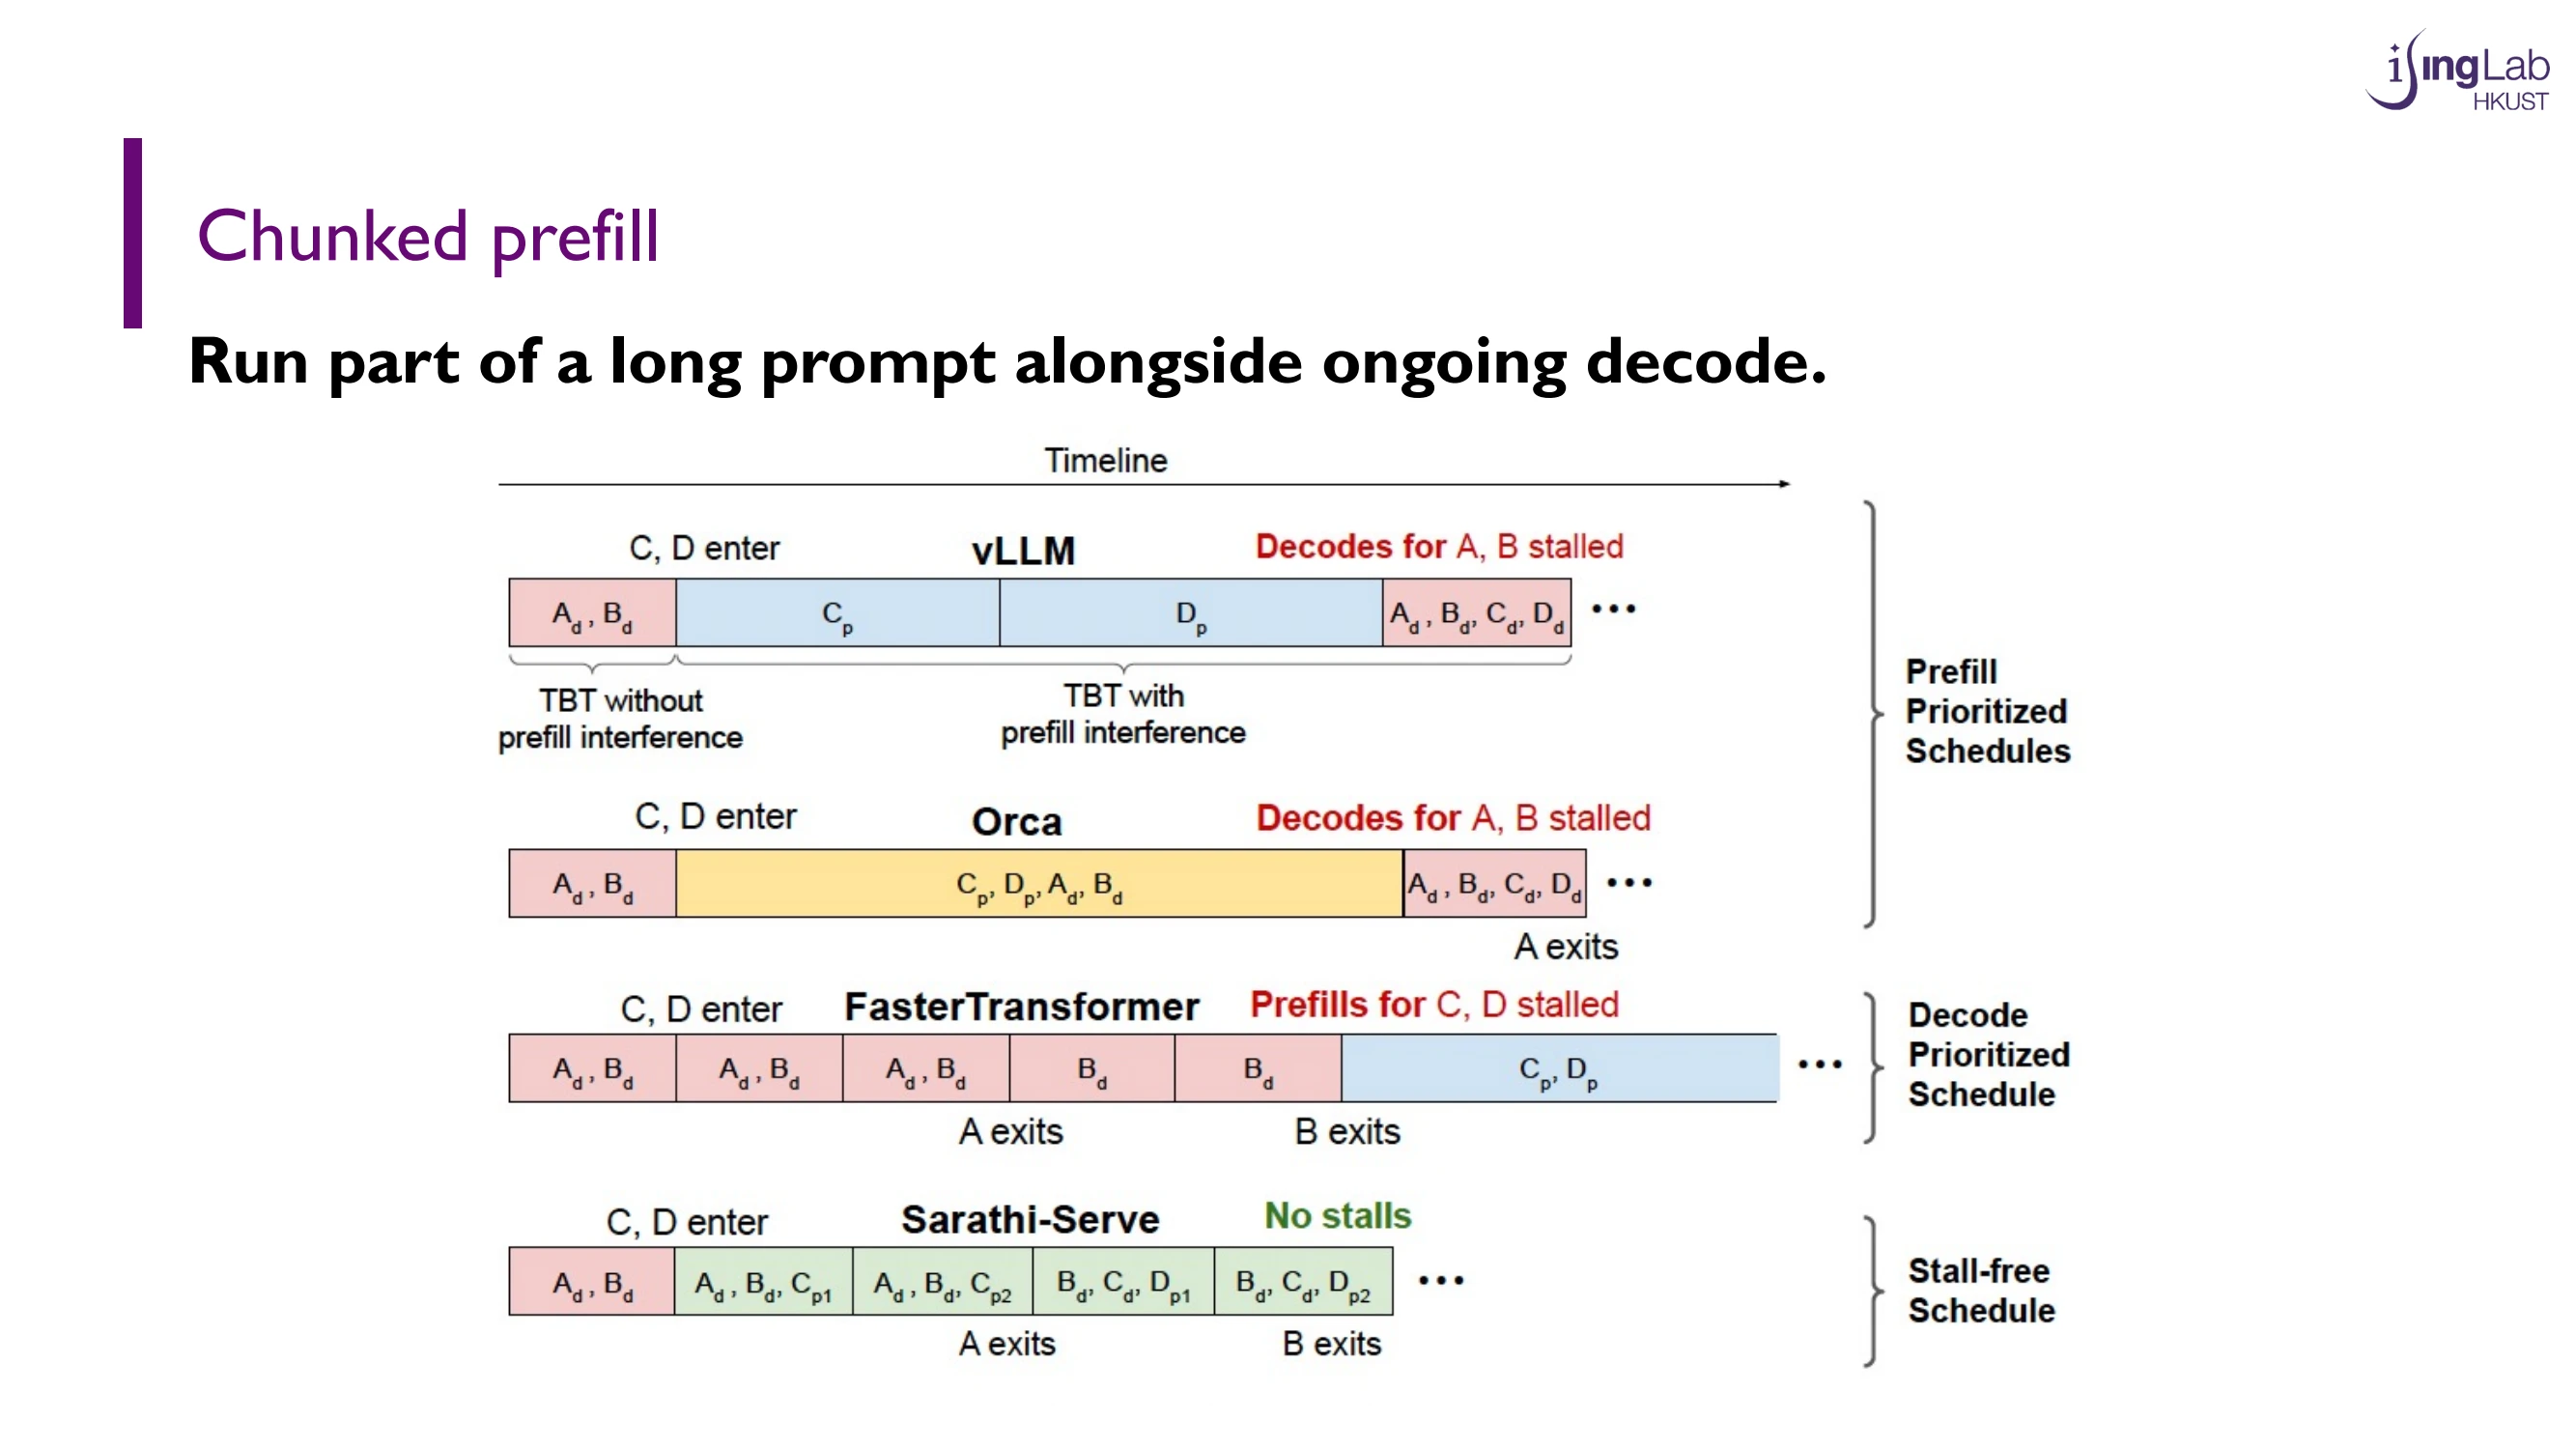 iSingLab
HKUST
Chunked prefill
Run part of a long prompt alongside ongoing decode.
Timeline
C, D enter
vLLM
Decodes for A, B stalled
Ad, Bd
Cp
Dp
Ad, Bd, Cd, Dd
•••
TBT without
prefill interference
TBT with
prefill interference
Prefill
Prioritized
Schedules
C, D enter
Orca
Decodes for A, B stalled
Ad, Bd
Cp, Dp, Ad, Bd
Ad, Bd, Cd, Dd
•••
A exits
C, D enter
FasterTransformer
Prefills for C, D stalled
Ad, Bd
Ad, Bd
Ad, Bd
Bd
Bd
Cp, Dp
•••
A exits
B exits
Decode
Prioritized
Schedule
C, D enter
Sarathi-Serve
No stalls
Ad, Bd
Ad, Bd, Cp1
Ad, Bd, Cp2
Bd, Cd, Dp1
Bd, Cd, Dp2
•••
A exits
B exits
Stall-free
Schedule